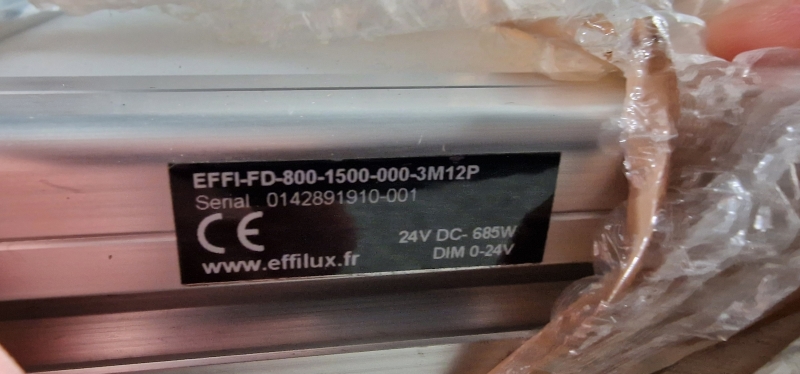 EFFI-FD-800-1500-000-3M12P
Serial 0142891910-001
CE
24V DC- 685W
DIM 0-24V
www.effilux.fr